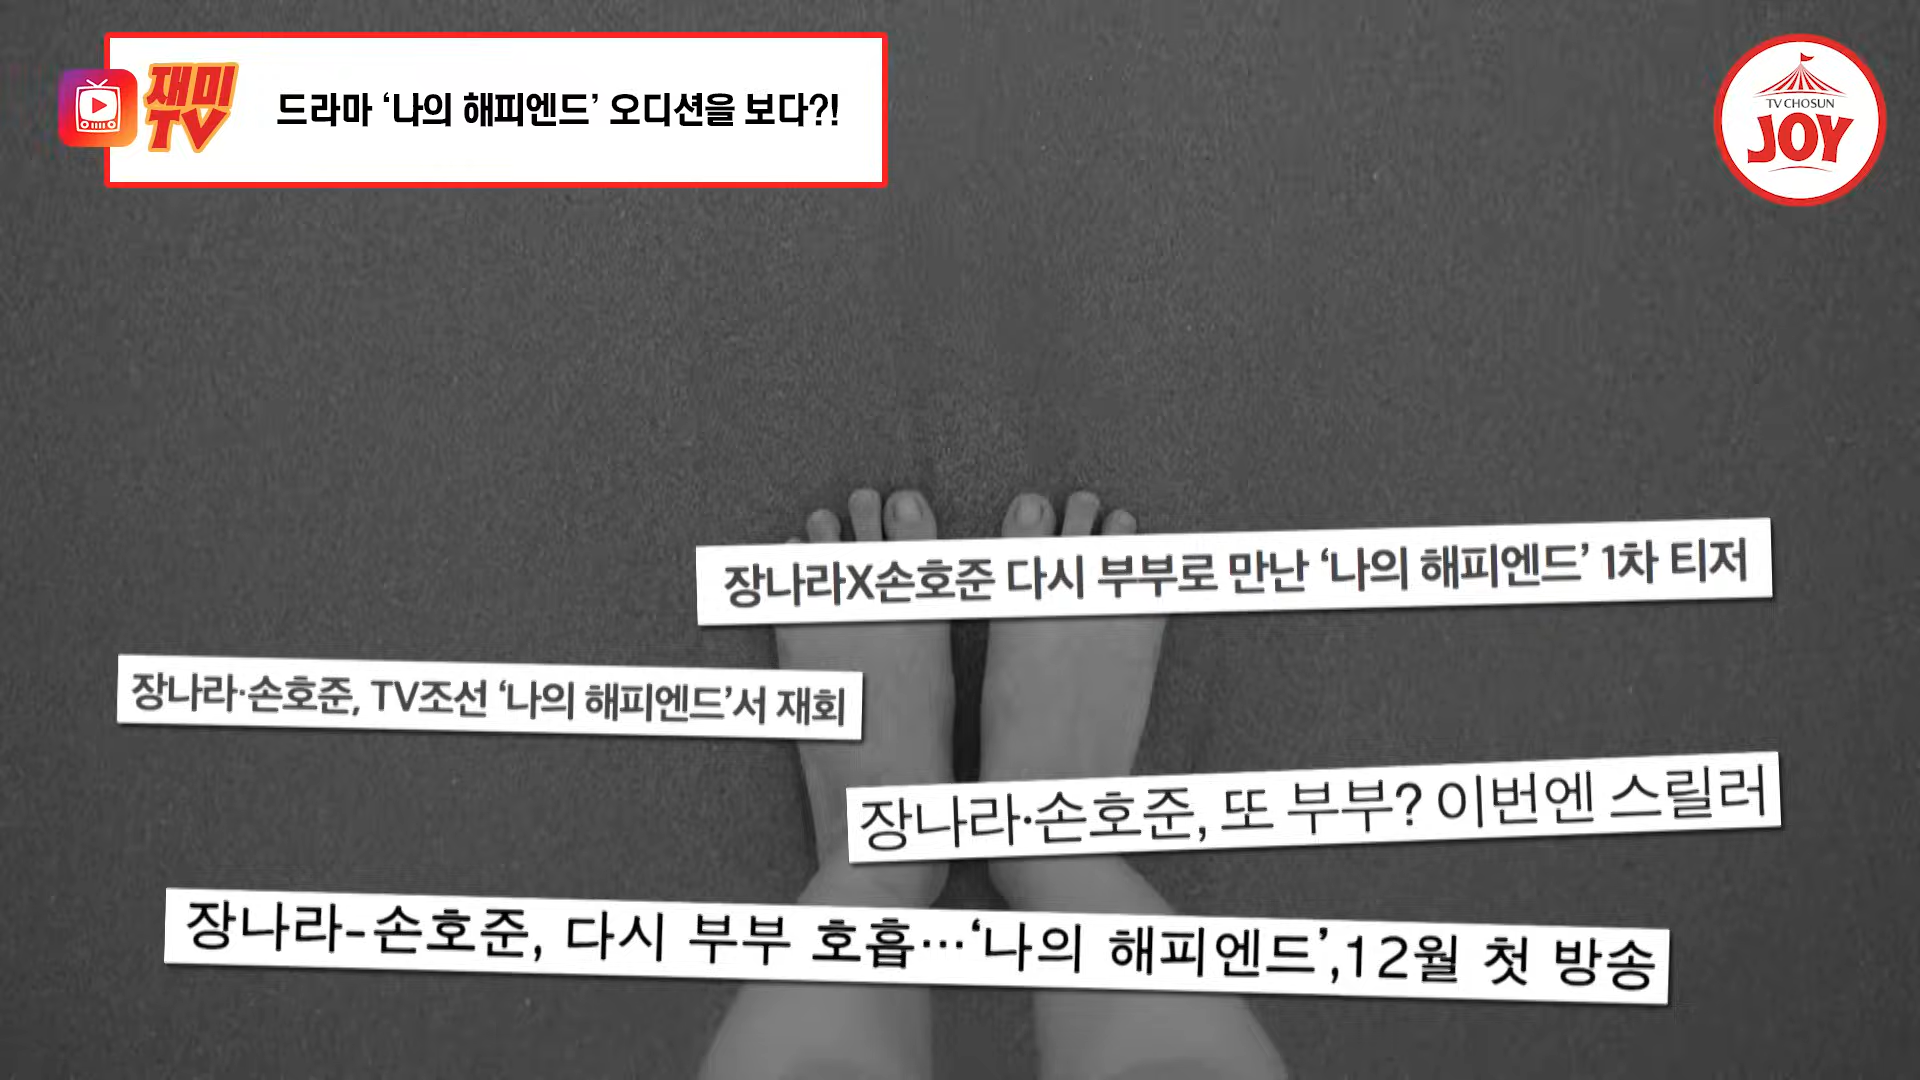 재미
TV
드라마 ‘나의 해피엔드’ 오디션을 보다?!
TV CHOSUN
JOY
장나라X손호준 다시 부부로 만난 ‘나의 해피엔드’ 1차 티저
장나라·손호준, TV조선 ‘나의 해피엔드’서 재회
장나라·손호준, 또 부부? 이번엔 스릴러
장나라-손호준, 다시 부부 호흡…‘나의 해피엔드’,12월 첫 방송